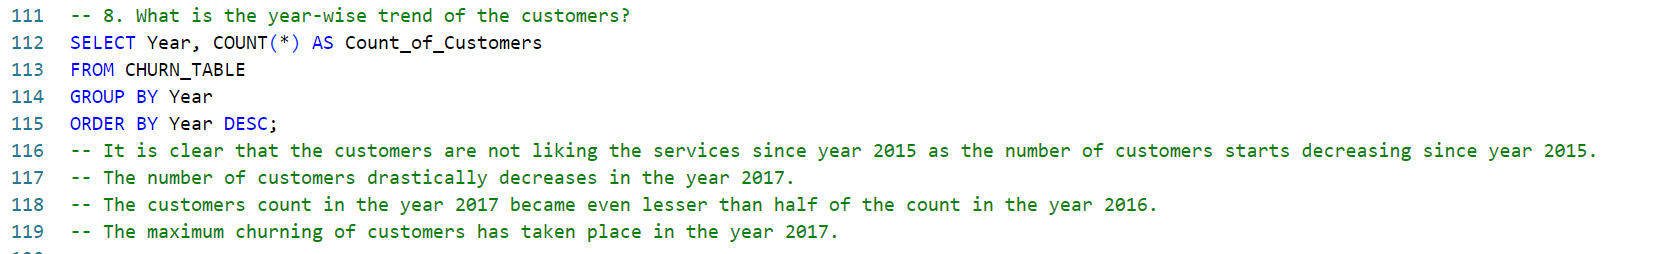 111 -- 8. What is the year-wise trend of the customers?
112 SELECT Year, COUNT(*) AS Count_of_Customers
113 FROM CHURN_TABLE
114 GROUP BY Year
115 ORDER BY Year DESC;
116 -- It is clear that the customers are not liking the services since year 2015 as the number of customers starts decreasing since year 2015.
117 -- The number of customers drastically decreases in the year 2017.
118 -- The customers count in the year 2017 became even lesser than half of the count in the year 2016.
119 -- The maximum churning of customers has taken place in the year 2017.